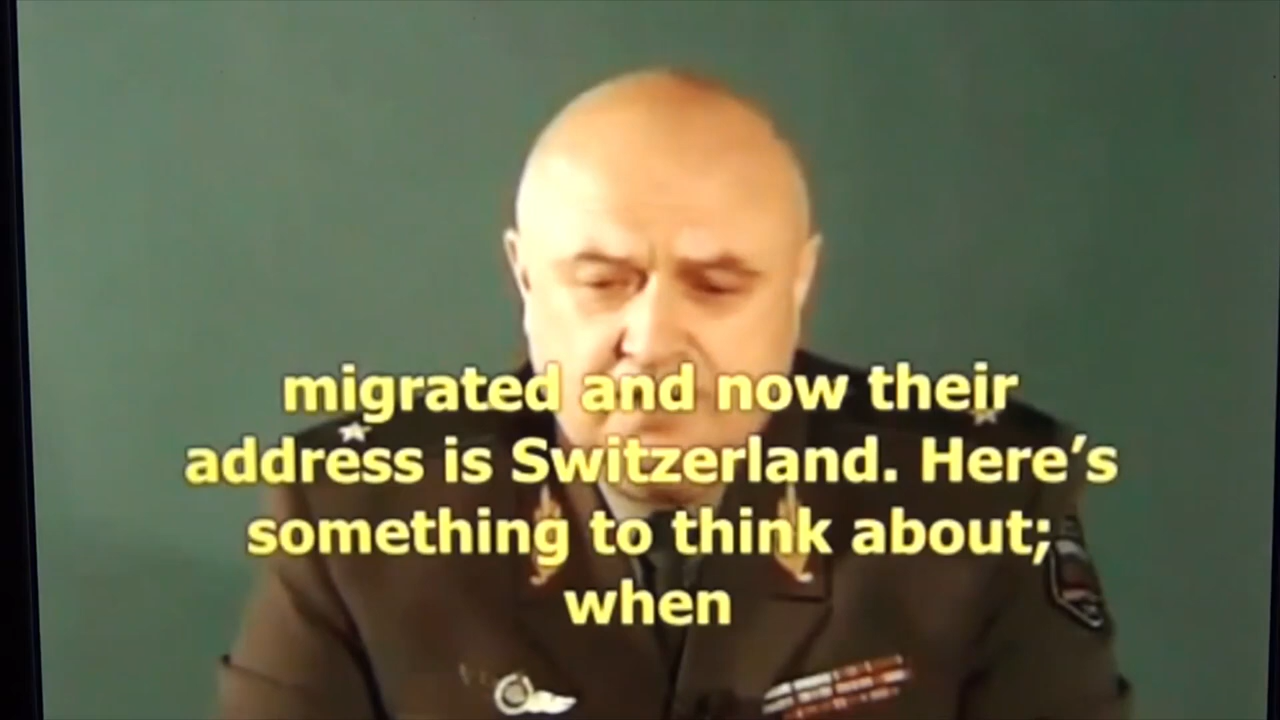 migrated and now their
address is Switzerland. Here’s
something to think about;
when